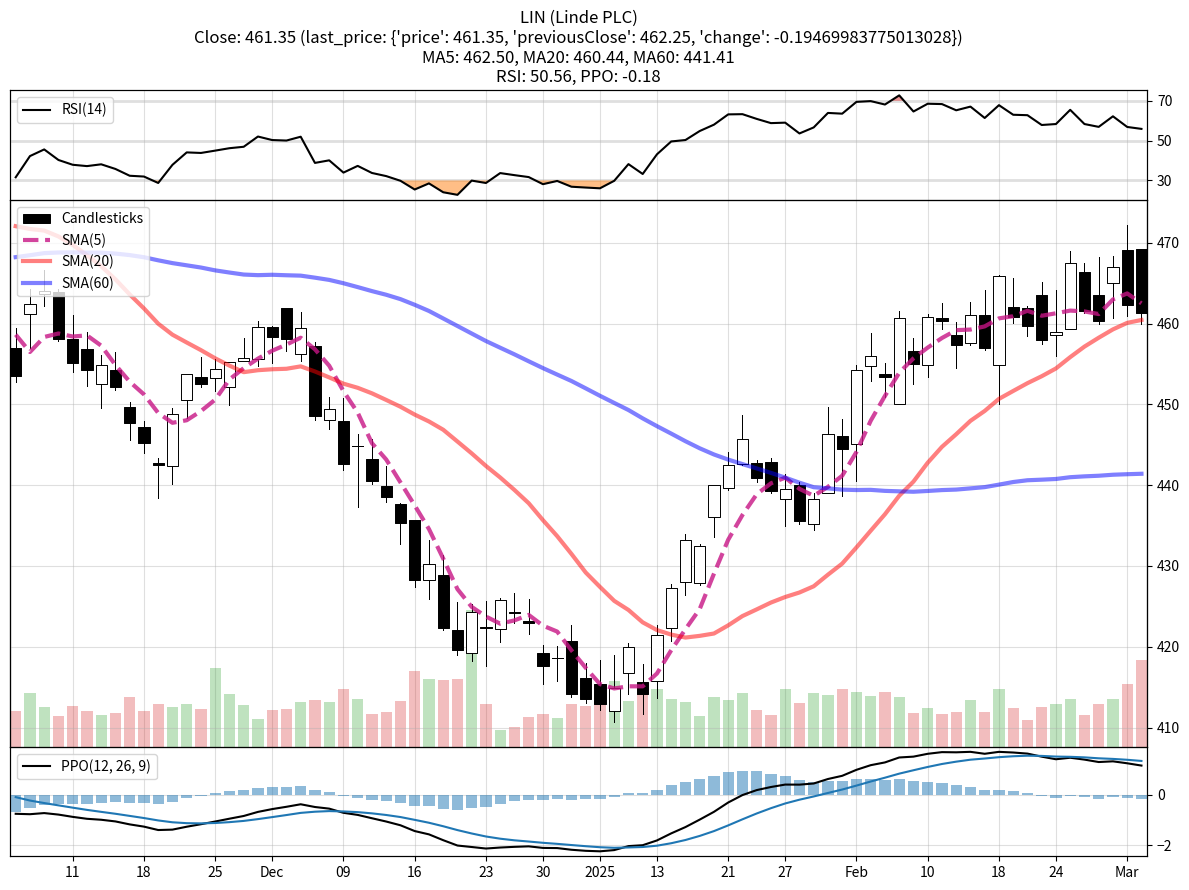 LIN (Linde PLC)
Close: 461.35 (last_price: {'price': 461.35, 'previousClose': 462.25, 'change': -0.19469983775013028})
MA5: 462.50, MA20: 460.44, MA60: 441.41
RSI: 50.56, PPO: -0.18
RSI(14)
70
50
30
Candlesticks
SMA(5)
SMA(20)
SMA(60)
470
460
450
440
430
420
410
PPO(12, 26, 9)
0
−2
11 18 25 Dec 09 16 23 30 2025 13 21 27 Feb 10 18 24 Mar